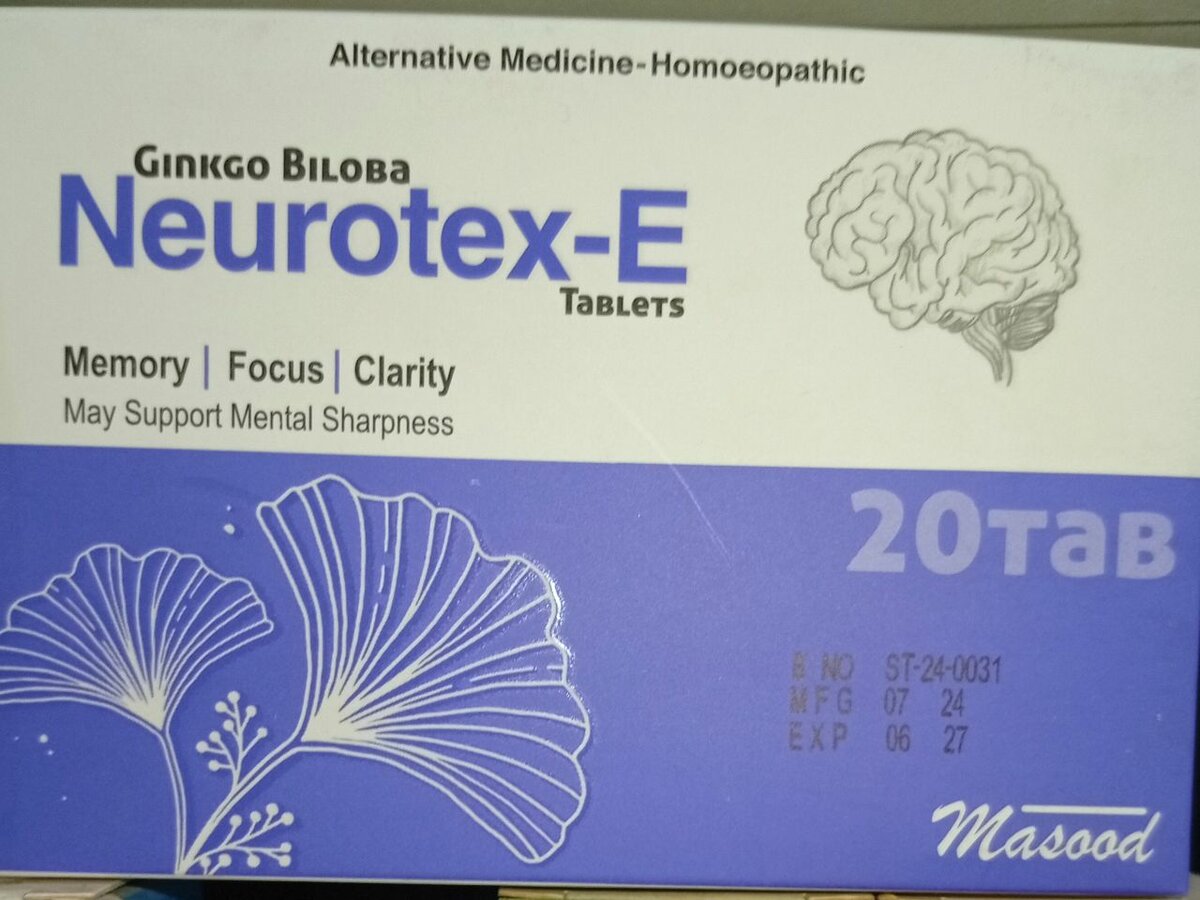 Alternative Medicine-Homoeopathic
Ginkgo Biloba
Neurotex-E
Tablets
Memory | Focus | Clarity
May Support Mental Sharpness
20TAB
B NO ST-24-0031
MFG 07 24
EXP 06 27
Masood